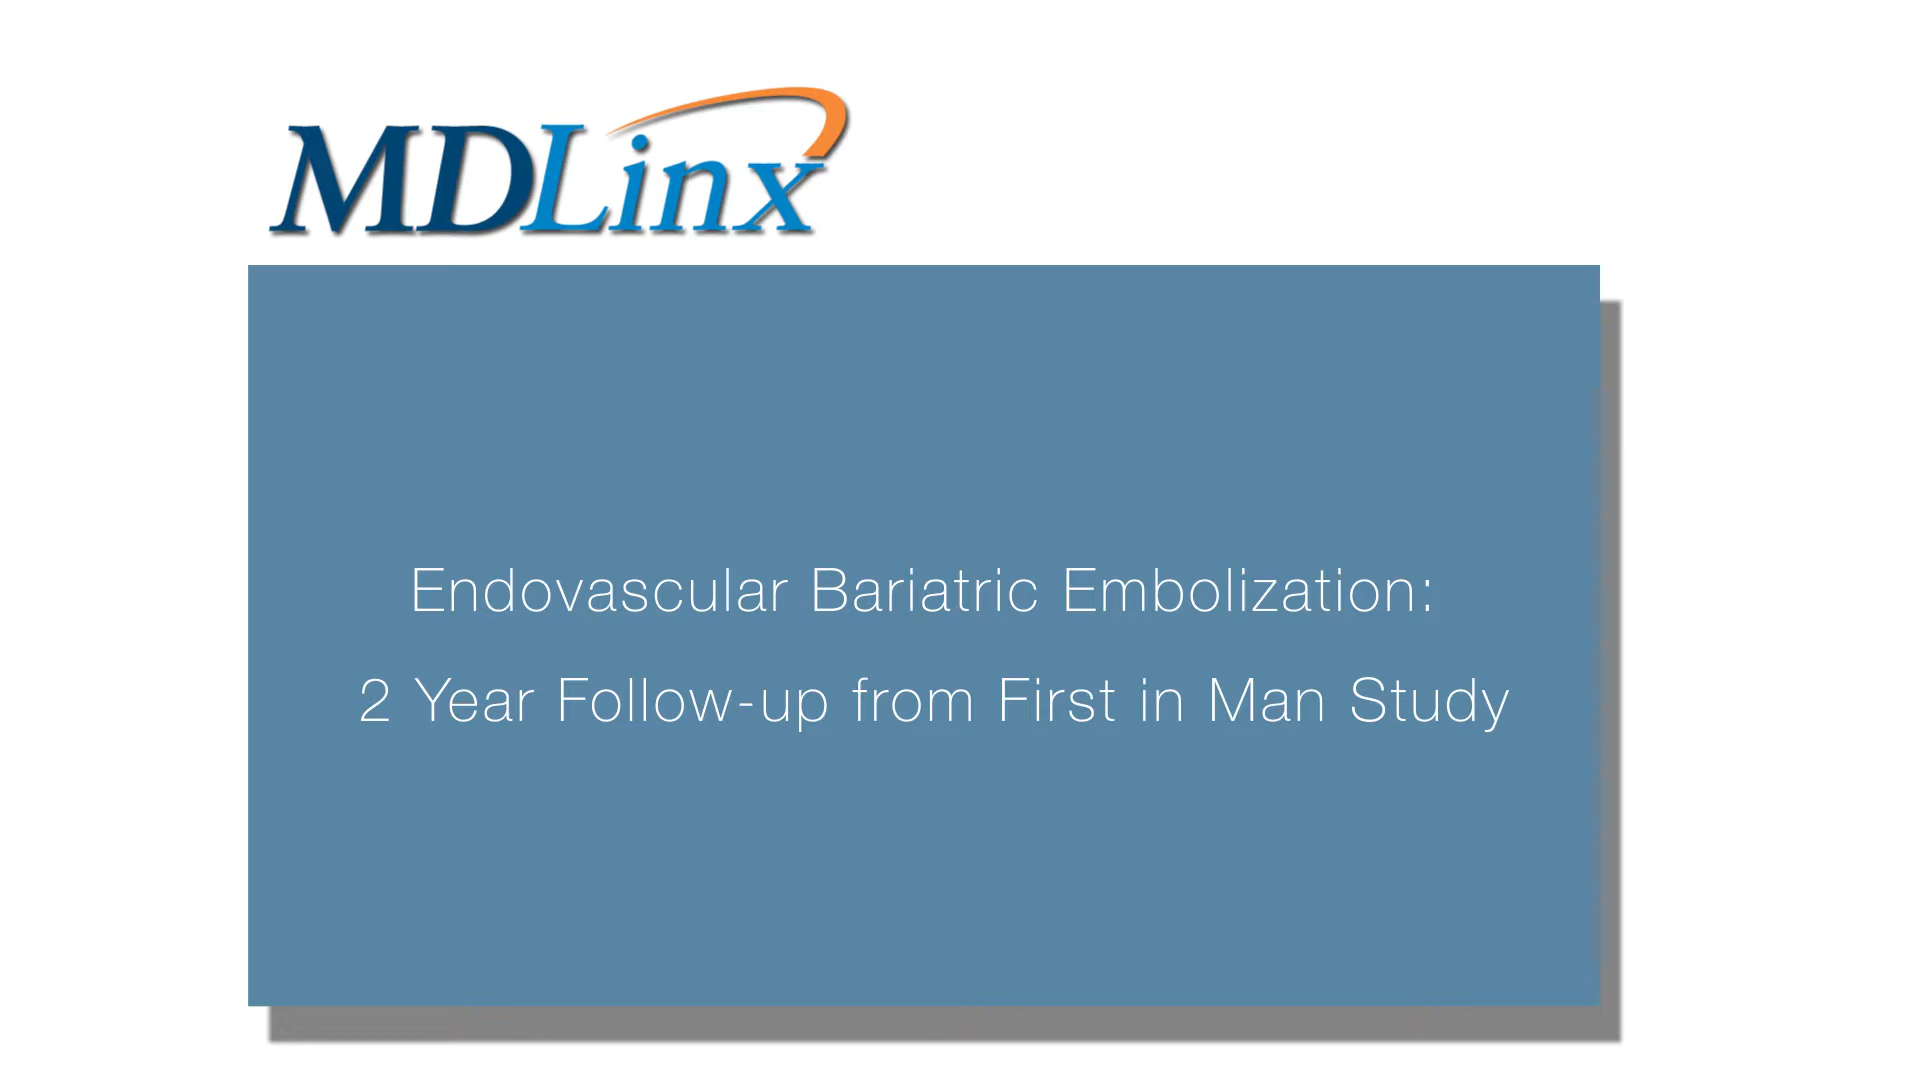 MDLinx
Endovascular Bariatric Embolization:
2 Year Follow-up from First in Man Study